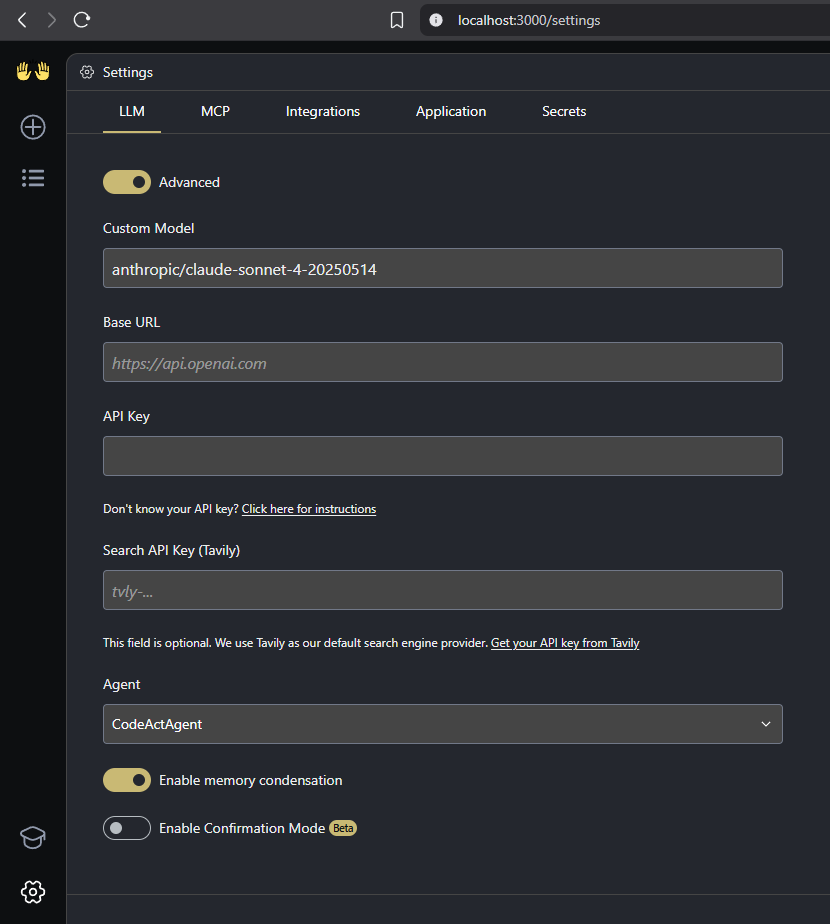 localhost:3000/settings
Settings
LLM MCP Integrations Application Secrets
Advanced
Custom Model
anthropic/claude-sonnet-4-20250514
Base URL
https://api.openai.com
API Key
Don't know your API key? Click here for instructions
Search API Key (Tavily)
tvly-...
This field is optional. We use Tavily as our default search engine provider. Get your API key from Tavily
Agent
CodeActAgent
Enable memory condensation
Enable Confirmation Mode Beta